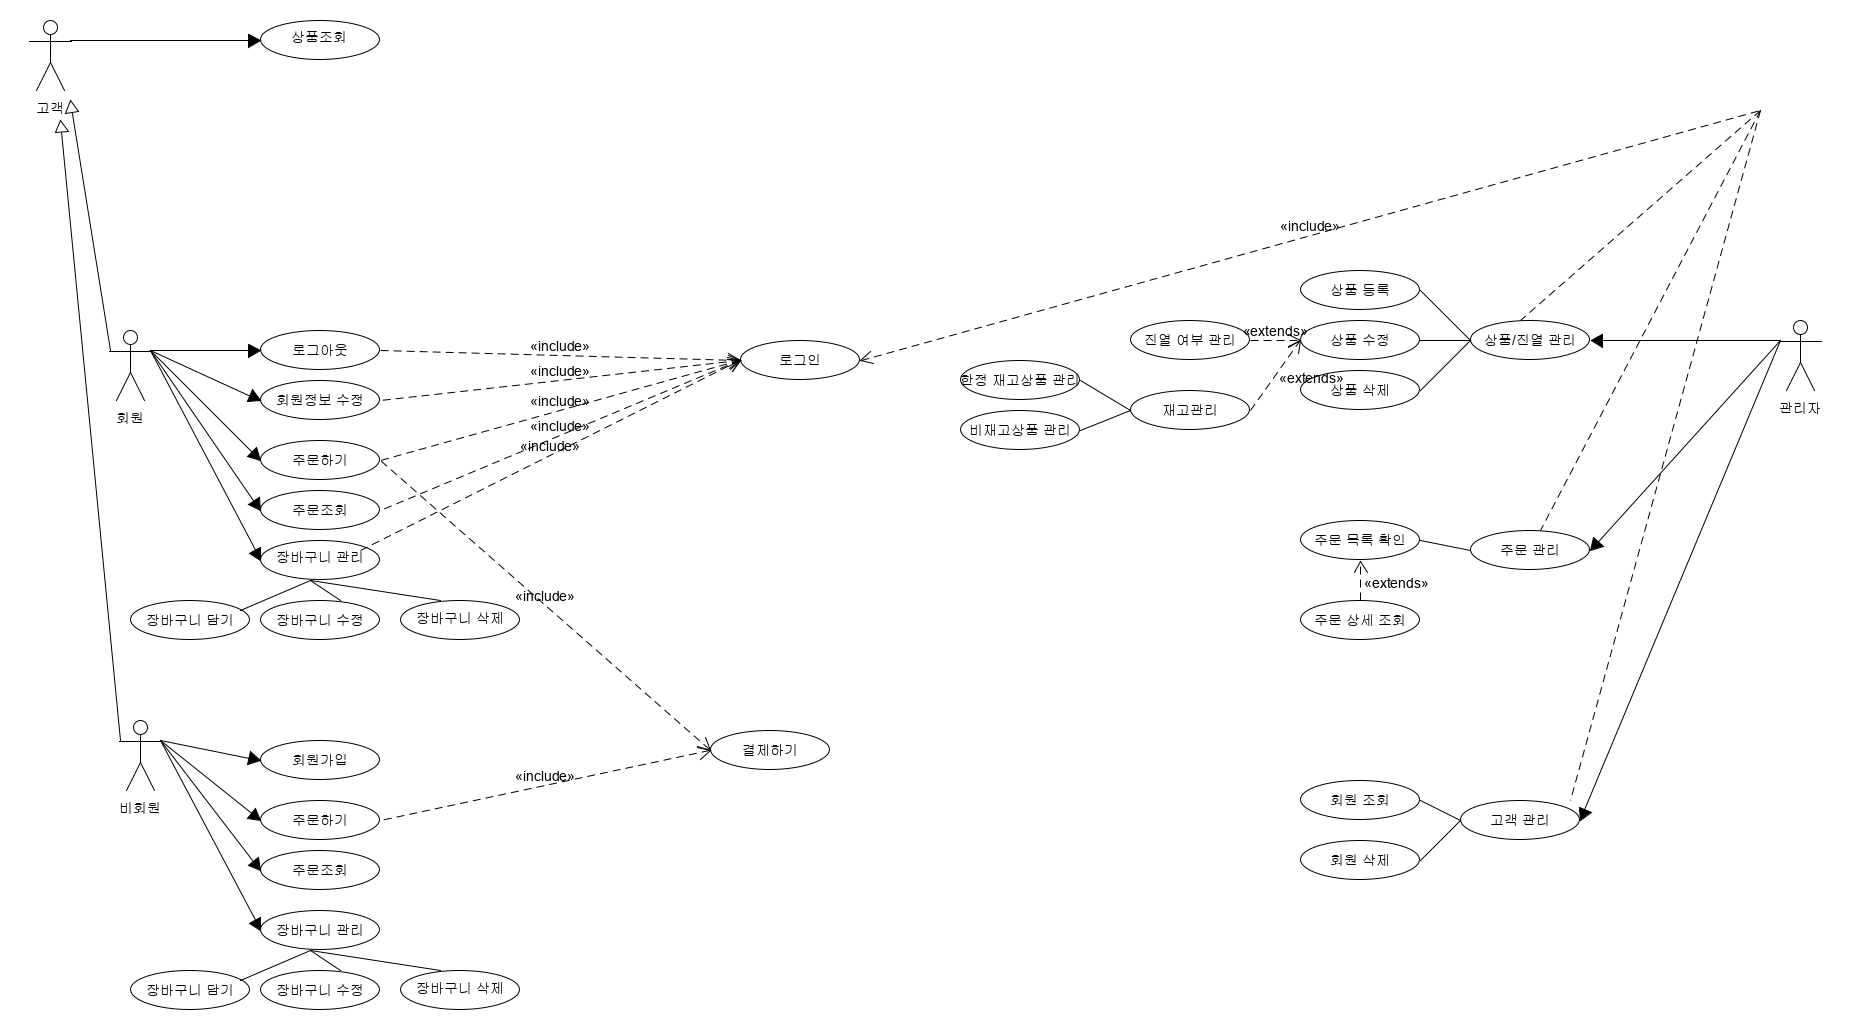 상품조회
고객
«include»
로그아웃
«include»
로그인
회원정보 수정
«include»
회원
«include»
주문하기
«include»
«include»
주문조회
장바구니 관리
«include»
장바구니 담기
장바구니 수정
장바구니 삭제
회원가입
결제하기
«include»
비회원
주문하기
주문조회
장바구니 관리
장바구니 담기
장바구니 수정
장바구니 삭제
상품 등록
진열 여부 관리
«extends»
상품 수정
상품/진열 관리
한정 재고상품 관리
«extends»
상품 삭제
재고관리
비재고상품 관리
관리자
주문 목록 확인
주문 관리
«extends»
주문 상세 조회
회원 조회
고객 관리
회원 삭제